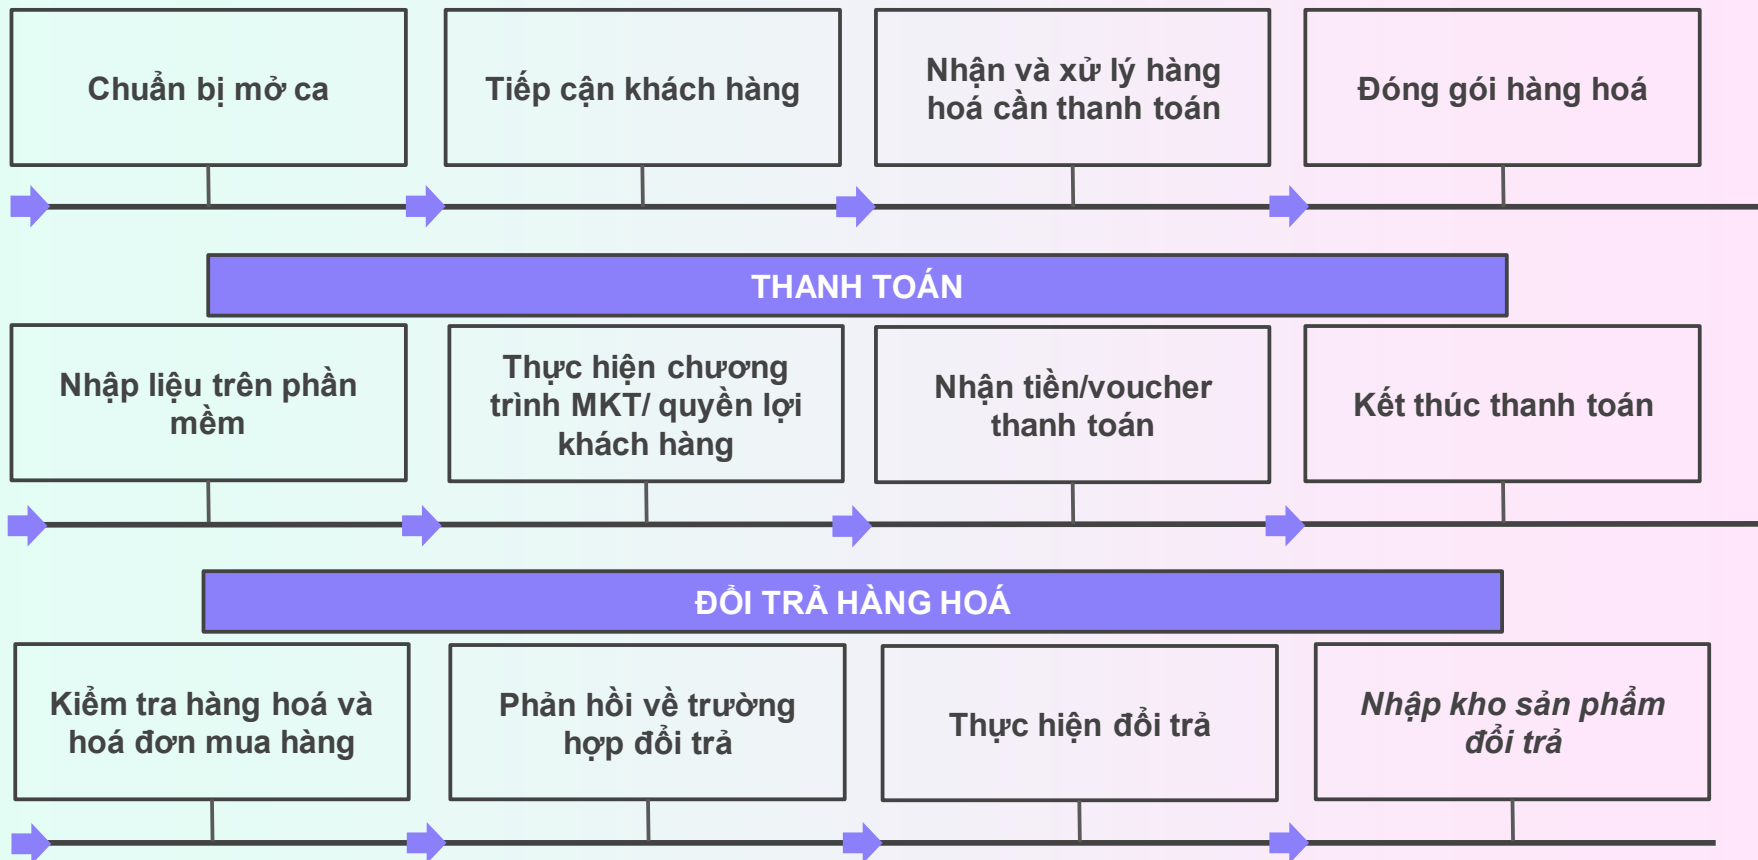 Chuẩn bị mở ca
Tiếp cận khách hàng
Nhận và xử lý hàng
hoá cần thanh toán
Đóng gói hàng hoá
THANH TOÁN
Nhập liệu trên phần
mềm
Thực hiện chương
trình MKT/ quyền lợi
khách hàng
Nhận tiền/voucher
thanh toán
Kết thúc thanh toán
ĐỔI TRẢ HÀNG HOÁ
Kiểm tra hàng hoá và
hoá đơn mua hàng
Phản hồi về trường
hợp đổi trả
Thực hiện đổi trả
Nhập kho sản phẩm
đổi trả